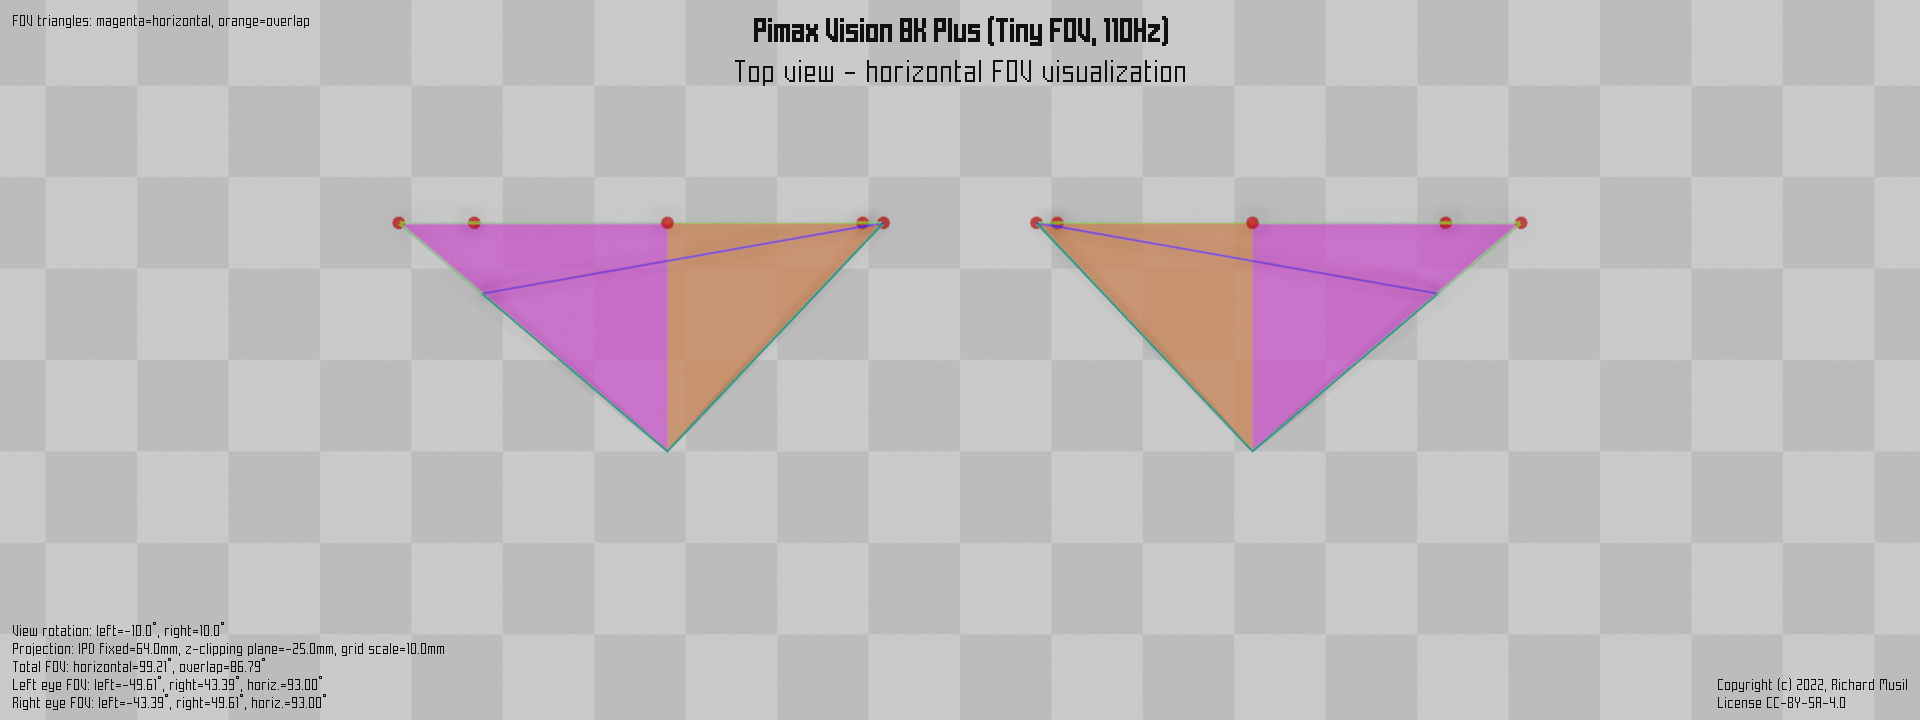 FOV triangles: magenta=horizontal, orange=overlap
Pimax Vision 8K Plus (Tiny FOV, 110Hz)
Top view - horizontal FOV visualization
View rotation: left=-10.0°, right=10.0°
Projection: IPD fixed=64.0mm, z-clipping plane=-25.0mm, grid scale=10.0mm
Total FOV: horizontal=99.21°, overlap=86.79°
Left eye FOV: left=-49.61°, right=43.39°, horiz.=93.00°
Right eye FOV: left=-43.39°, right=49.61°, horiz.=93.00°
Copyright (c) 2022, Richard Musil
License CC-BY-SA-4.0